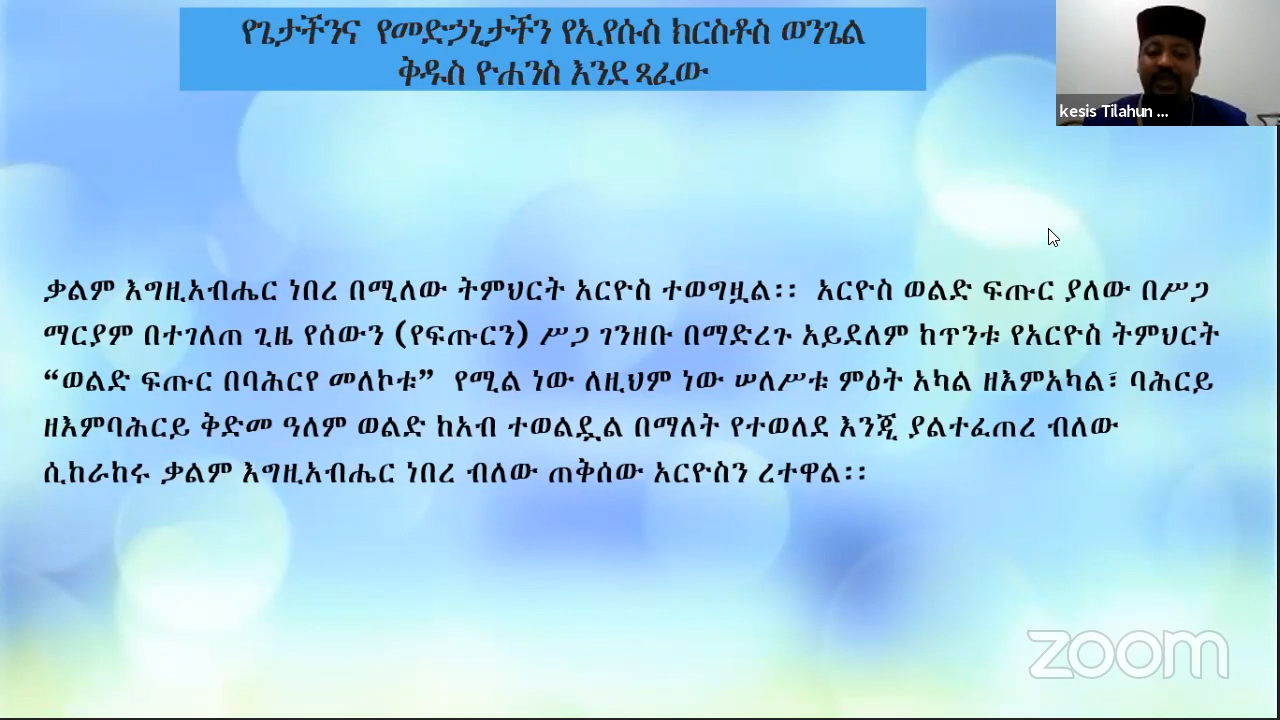 የጌታችንና የመድኃኒታችን የኢየሱስ ክርስቶስ ወንጌል
ቅዱስ ዮሐንስ እንደ ጻፈው
kesis Tilahun ...
ቃልም እግዚአብሔር ነበረ በሚለው ትምህርት አርዮስ ተወግዟል፡፡ አርዮስ ወልድ ፍጡር ያለው በሥጋ
ማርያም በተገለጠ ጊዜ የሰውን (የፍጡርን) ሥጋ ገንዘቡ በማድረጉ አይደለም ከጥንቱ የአርዮስ ትምህርት
“ወልድ ፍጡር በባሕርየ መለኮቱ” የሚል ነው ለዚህም ነው ሠለሥቱ ምዕት አካል ዘእምአካል፣ ባሕርይ
ዘእምባሕርይ ቅድመ ዓለም ወልድ ከአብ ተወልዷል በማለት የተወለደ እንጂ ያልተፈጠረ ብለው
ሲከራከሩ ቃልም እግዚአብሔር ነበረ ብለው ጠቅሰው አርዮስን ረተዋል፡፡
zoom